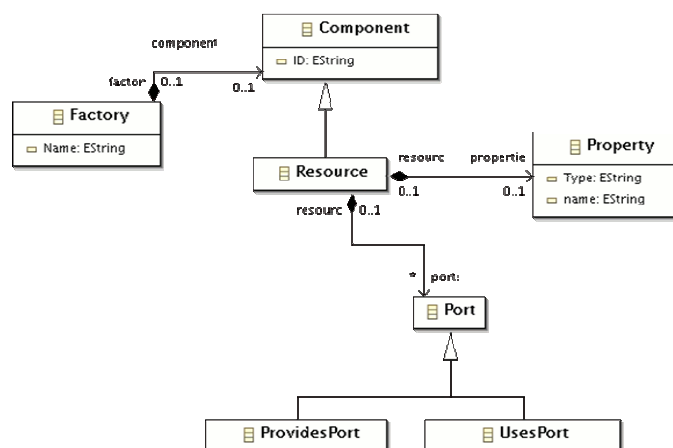 Component
ID: EString
component
factor
0..1
0..1
Factory
Name: EString
Resource
resourc
propertie
0..1
0..1
Property
Type: EString
name: EString
resourc
0..1
*
port:
Port
ProvidesPort
UsesPort